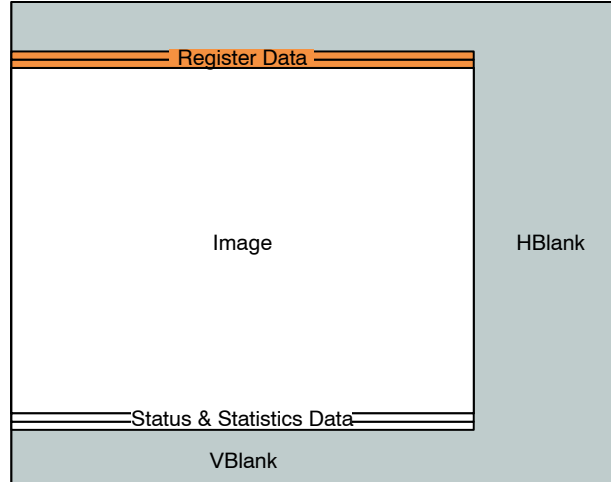 Register Data
Image
HBlank
Status & Statistics Data
VBlank